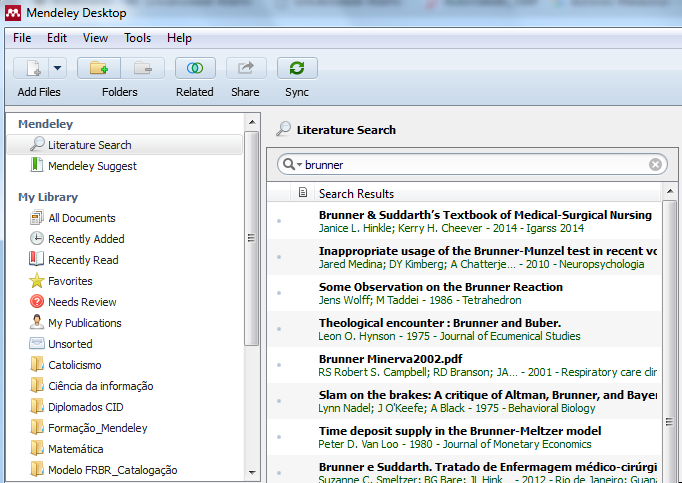 Mendeley Desktop
File Edit View Tools Help
Add Files Folders Related Share Sync
Mendeley
Literature Search
Mendeley Suggest
My Library
All Documents
Recently Added
Recently Read
Favorites
Needs Review
My Publications
Unsorted
Catolicismo
Ciência da informação
Diplomados CID
Formação_Mendeley
Matemática
Modelo FRBR_Catalogação
Literature Search
brunner
Search Results
Brunner & Suddarth's Textbook of Medical-Surgical Nursing
Janice L. Hinkle; Kerry H. Cheever - 2014 - Igarss 2014
Inappropriate usage of the Brunner-Munzel test in recent vo
Jared Medina; DY Kimberg; A Chatterje... - 2010 - Neuropsychologia
Some Observation on the Brunner Reaction
Jens Wolff; M Taddei - 1986 - Tetrahedron
Theological encounter : Brunner and Buber.
Leon O. Hynson - 1975 - Journal of Ecumenical Studies
Brunner Minerva2002.pdf
RS Robert S. Campbell; RD Branson; JA... - 2001 - Respiratory care clin
Slam on the brakes: A critique of Altman, Brunner, and Bayer
Lynn Nadel; J O'Keefe; A Black - 1975 - Behavioral Biology
Time deposit supply in the Brunner-Meltzer model
Peter D. Van Loo - 1980 - Journal of Monetary Economics
Brunner e Suddarth. Tratado de Enfermagem médico-cirúrgi
Suzanne C. Smeltzer; BG Bare; JL Hink... - 2012 - Rio de Janeiro: Guana